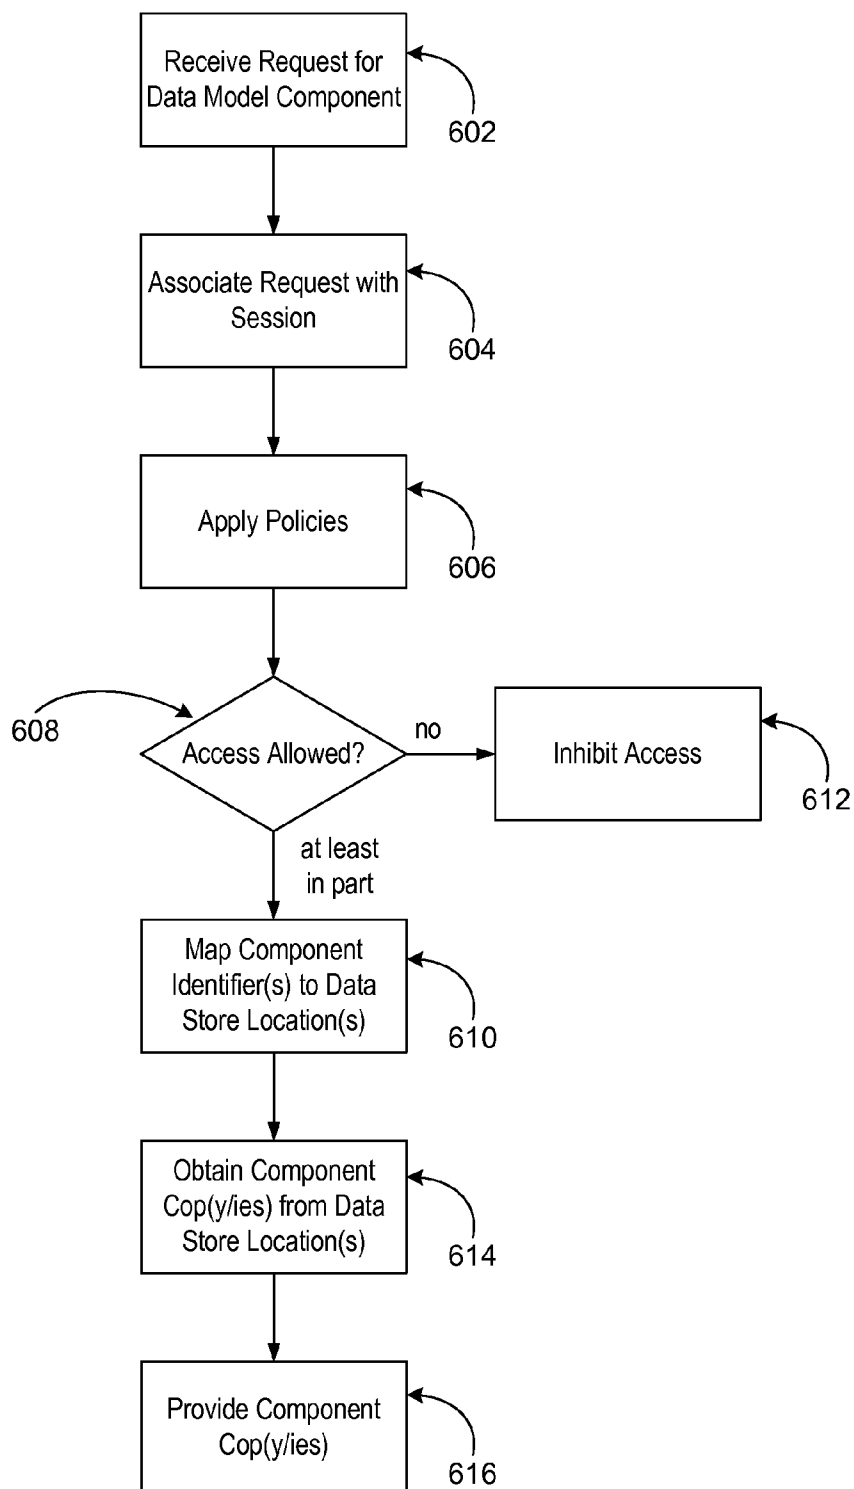 Receive Request for
Data Model Component
602
Associate Request with
Session
604
Apply Policies
606
608
Access Allowed?
no
Inhibit Access
612
at least
in part
Map Component
Identifier(s) to Data
Store Location(s)
610
Obtain Component
Cop(y/ies) from Data
Store Location(s)
614
Provide Component
Cop(y/ies)
616